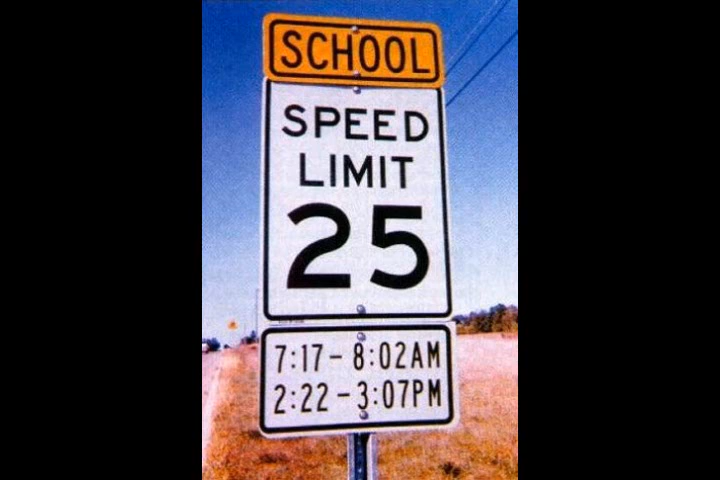 SCHOOL
SPEED
LIMIT
25
7:17 - 8:02AM
2:22 - 3:07PM